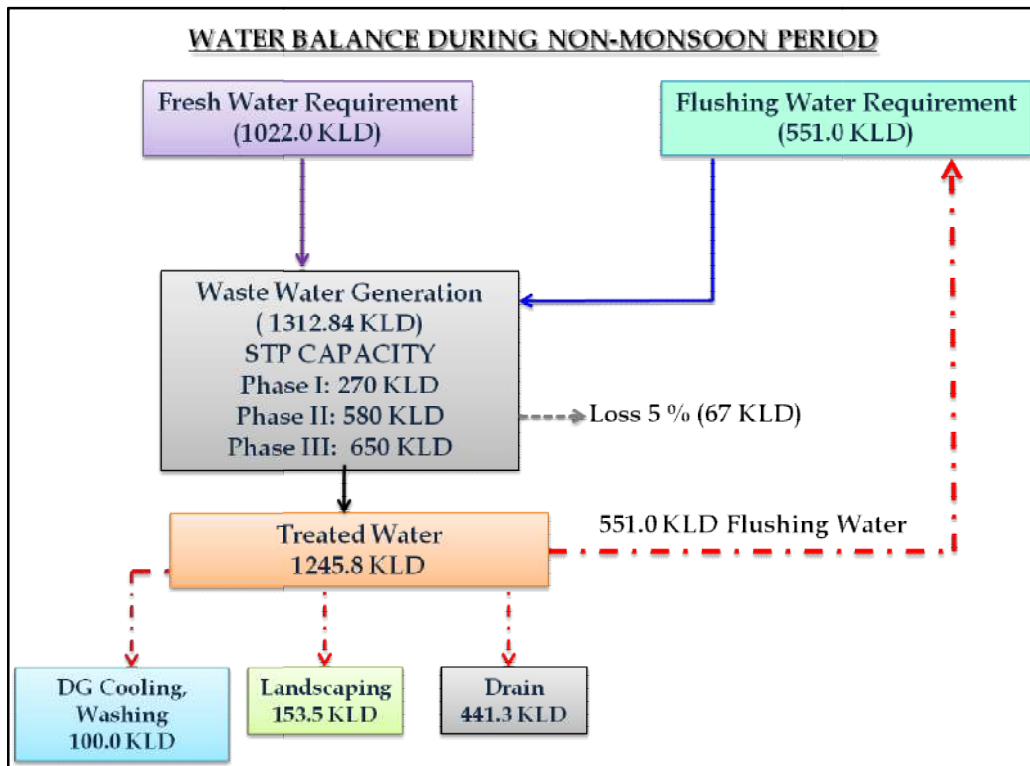 WATER BALANCE DURING NON-MONSOON PERIOD
Fresh Water Requirement
(1022.0 KLD)
Flushing Water Requirement
(551.0 KLD)
Waste Water Generation
( 1312.84 KLD)
STP CAPACITY
Phase I: 270 KLD
Phase II: 580 KLD
Phase III:  650 KLD
Loss 5 % (67 KLD)
Treated Water
1245.8 KLD
551.0 KLD Flushing Water
DG Cooling,
Washing
100.0 KLD
Landscaping
153.5 KLD
Drain
441.3 KLD